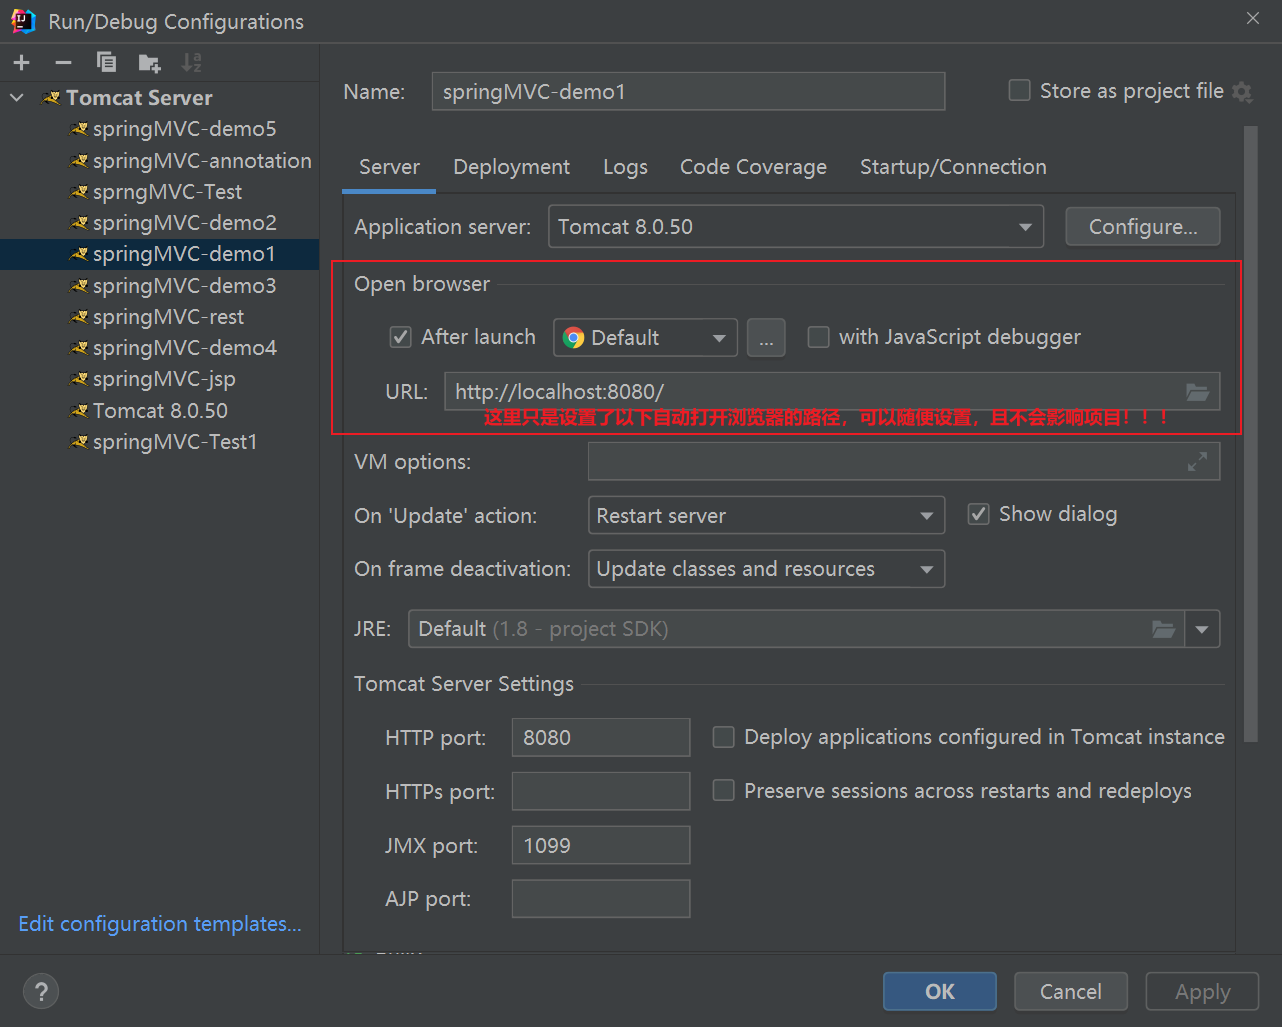 Run/Debug Configurations
Tomcat Server
springMVC-demo5
springMVC-annotation
sprngMVC-Test
springMVC-demo2
springMVC-demo1
springMVC-demo3
springMVC-rest
springMVC-demo4
springMVC-jsp
Tomcat 8.0.50
springMVC-Test1
Edit configuration templates...
Name: springMVC-demo1 Store as project file
Server Deployment Logs Code Coverage Startup/Connection
Application server: Tomcat 8.0.50 Configure...
Open browser
After launch Default ... with JavaScript debugger
URL: http://localhost:8080/
这里只是设置了以下自动打开浏览器的路径，可以随便设置，且不会影响项目！！！
VM options:
On 'Update' action: Restart server Show dialog
On frame deactivation: Update classes and resources
JRE: Default (1.8 - project SDK)
Tomcat Server Settings
HTTP port: 8080 Deploy applications configured in Tomcat instance
HTTPs port: Preserve sessions across restarts and redeploys
JMX port: 1099
AJP port:
? OK Cancel Apply